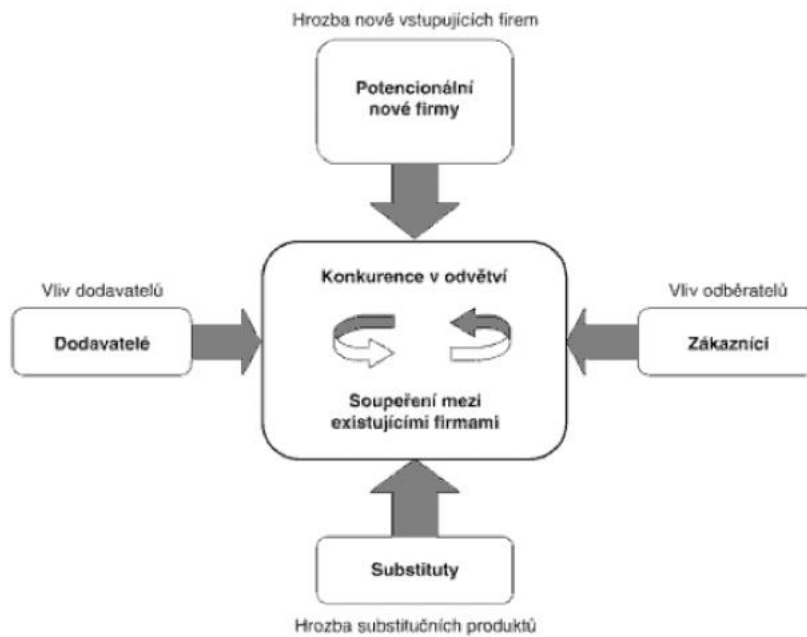 Hrozba nově vstupujících firem
Potencionální
nové firmy
Konkurence v odvětví
Vliv dodavatelů
Dodavatelé
Vliv odběratelů
Zákazníci
Soupeření mezi
existujícími firmami
Substituty
Hrozba substitučních produktů